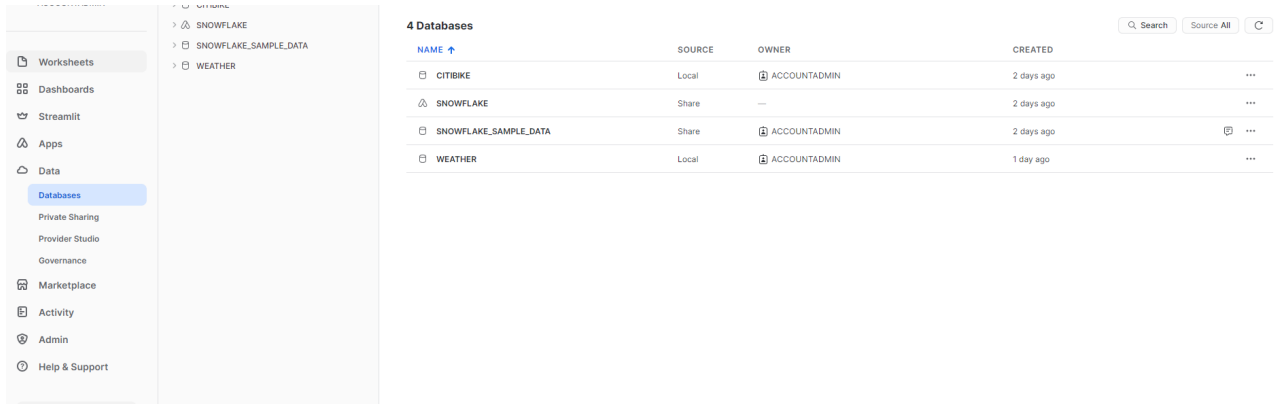 SNOWFLAKE
SNOWFLAKE_SAMPLE_DATA
WEATHER
Worksheets
Dashboards
Streamlit
Apps
Data
Databases
Private Sharing
Provider Studio
Governance
Marketplace
Activity
Admin
Help & Support
4 Databases
Search
Source All
NAME SOURCE OWNER CREATED
CITIBIKE Local ACCOUNTADMIN 2 days ago
SNOWFLAKE Share — 2 days ago
SNOWFLAKE_SAMPLE_DATA Share ACCOUNTADMIN 2 days ago
WEATHER Local ACCOUNTADMIN 1 day ago